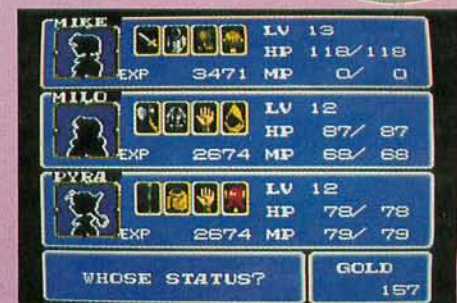 MIKE
LV 13
HP 118/118
EXP 3471 MP 0/ 0
MILO
LV 12
HP 87/ 87
EXP 2674 MP 68/ 68
PYRA
LV 12
HP 78/ 78
EXP 2674 MP 79/ 79
WHOSE STATUS?
GOLD
157